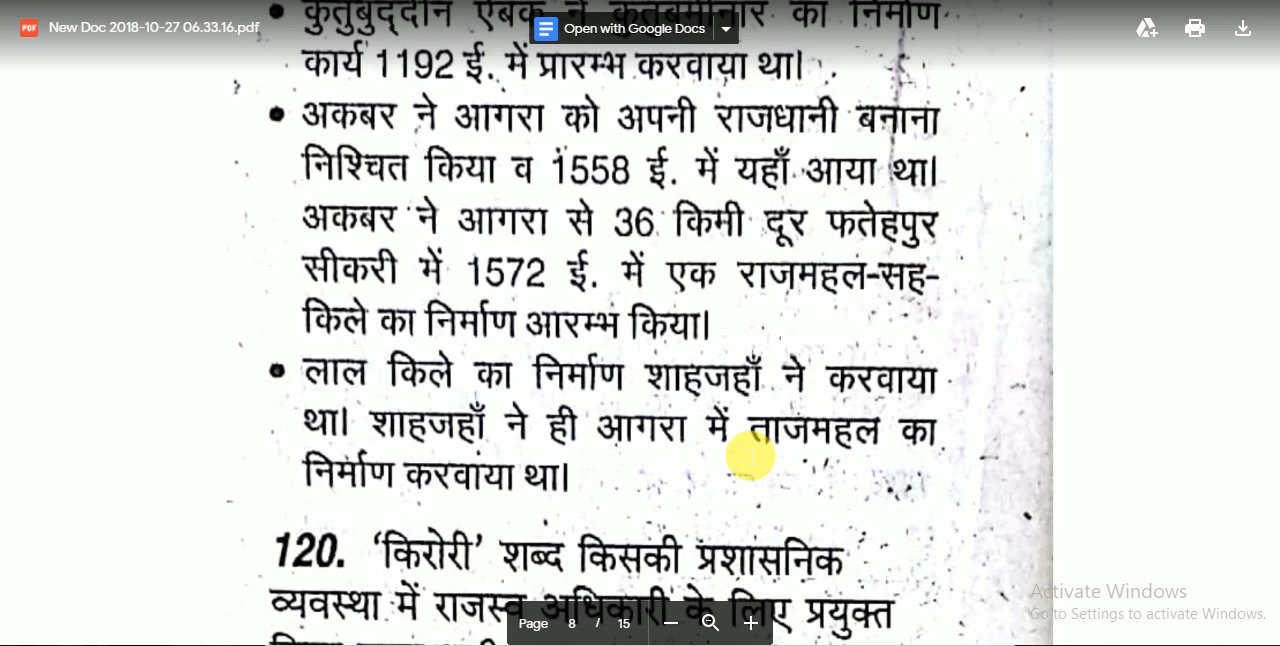 New Doc 2018-10-27 06.33.16.pdf
Open with Google Docs
कुतुबुद्दीन ऐबक ने कुतुबमीनार का निर्माण
कार्य 1192 ई. में प्रारम्भ करवाया था।
• अकबर ने आगरा को अपनी राजधानी बनाना
निश्चित किया व 1558 ई. में यहाँ आया था।
अकबर ने आगरा से 36 किमी दूर फतेहपुर
सीकरी में 1572 ई. में एक राजमहल-सह-
किले का निर्माण आरम्भ किया।
• लाल किले का निर्माण शाहजहाँ ने करवाया
था। शाहजहाँ ने ही आगरा में ताजमहल का
निर्माण करवाया था।
120. ‘किरोरी’ शब्द किसकी प्रशासनिक
व्यवस्था में राजस्व अधिकारी के लिए प्रयुक्त
Page 8 / 15
Activate Windows
Go to Settings to activate Windows.